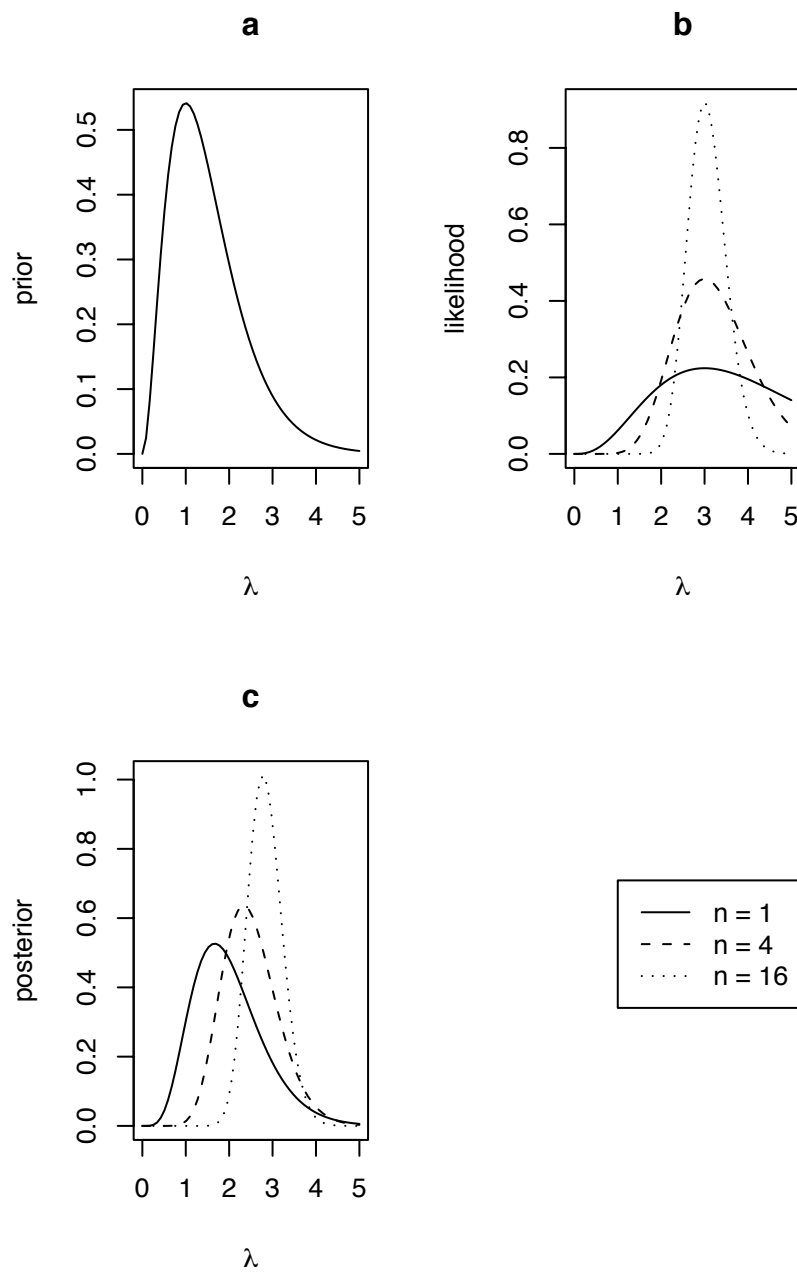 a
0.0 0.1 0.2 0.3 0.4 0.5
prior
0 1 2 3 4 5
λ
b
0.0 0.2 0.4 0.6 0.8
likelihood
0 1 2 3 4 5
λ
c
0.0 0.2 0.4 0.6 0.8 1.0
posterior
0 1 2 3 4 5
λ
n = 1
n = 4
n = 16